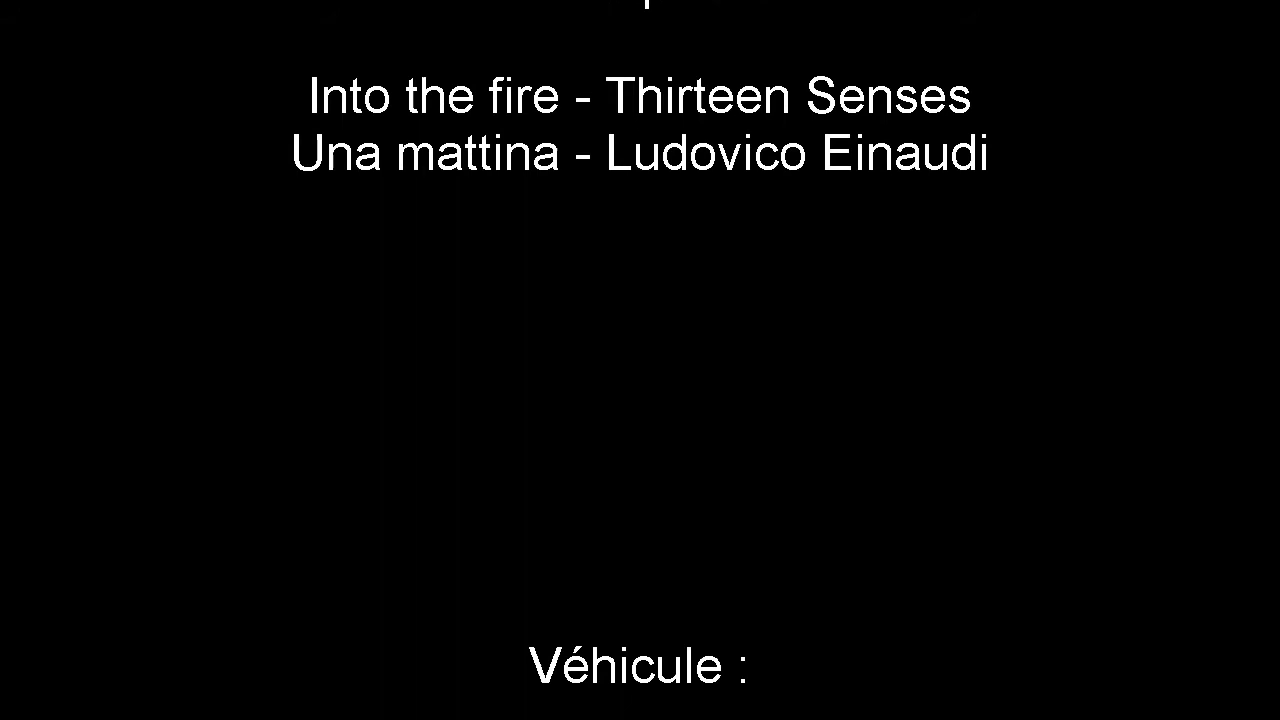 Into the fire - Thirteen Senses
Una mattina - Ludovico Einaudi
Véhicule :